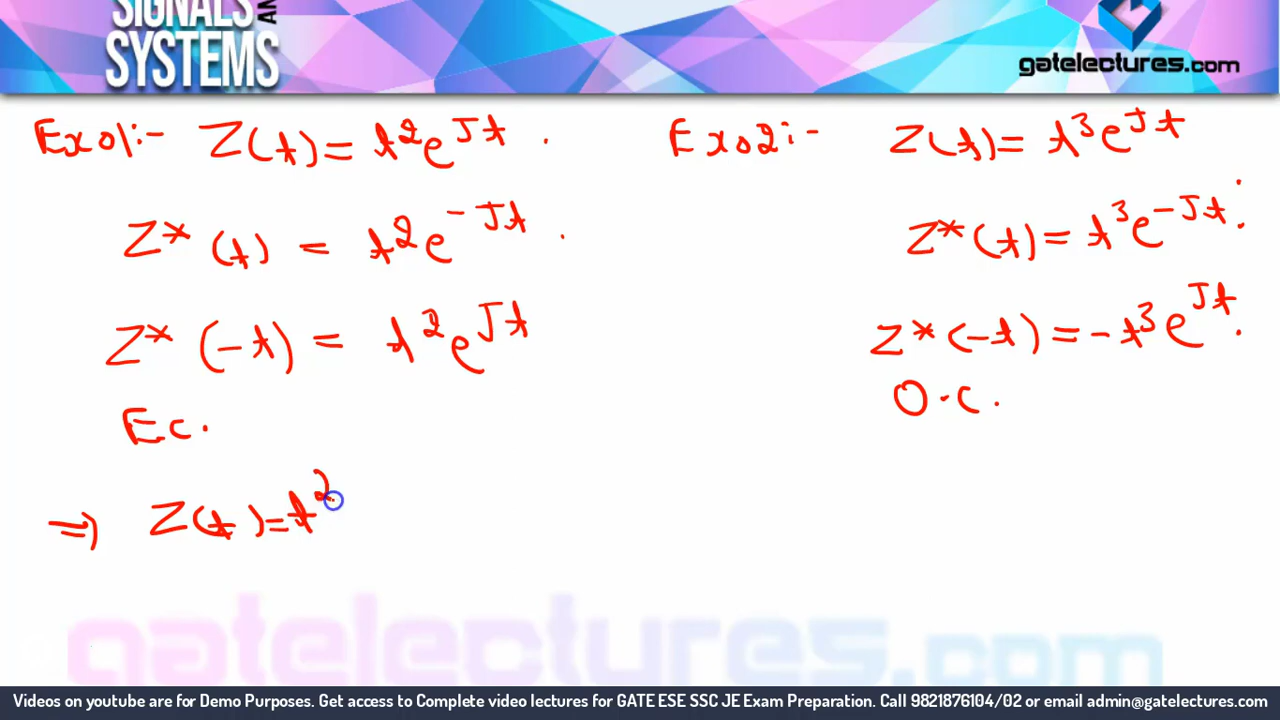 SIGNALS AND
SYSTEMS
gatelectures.com
Ex01:- Z(t) = t²e^{Jt}.
Z*(t) = t²e^{-Jt}.
Z*(-t) = t²e^{Jt}
Ec.
⇒ Z(t) = t²
Ex02:- Z(t) = t³e^{Jt}
Z*(t) = t³e^{-Jt}.
Z*(-t) = -t³e^{Jt}.
O.C.
gatelectures.com
Videos on youtube are for Demo Purposes. Get access to Complete video lectures for GATE ESE SSC JE Exam Preparation. Call 9821876104/02 or email admin@gatelectures.com